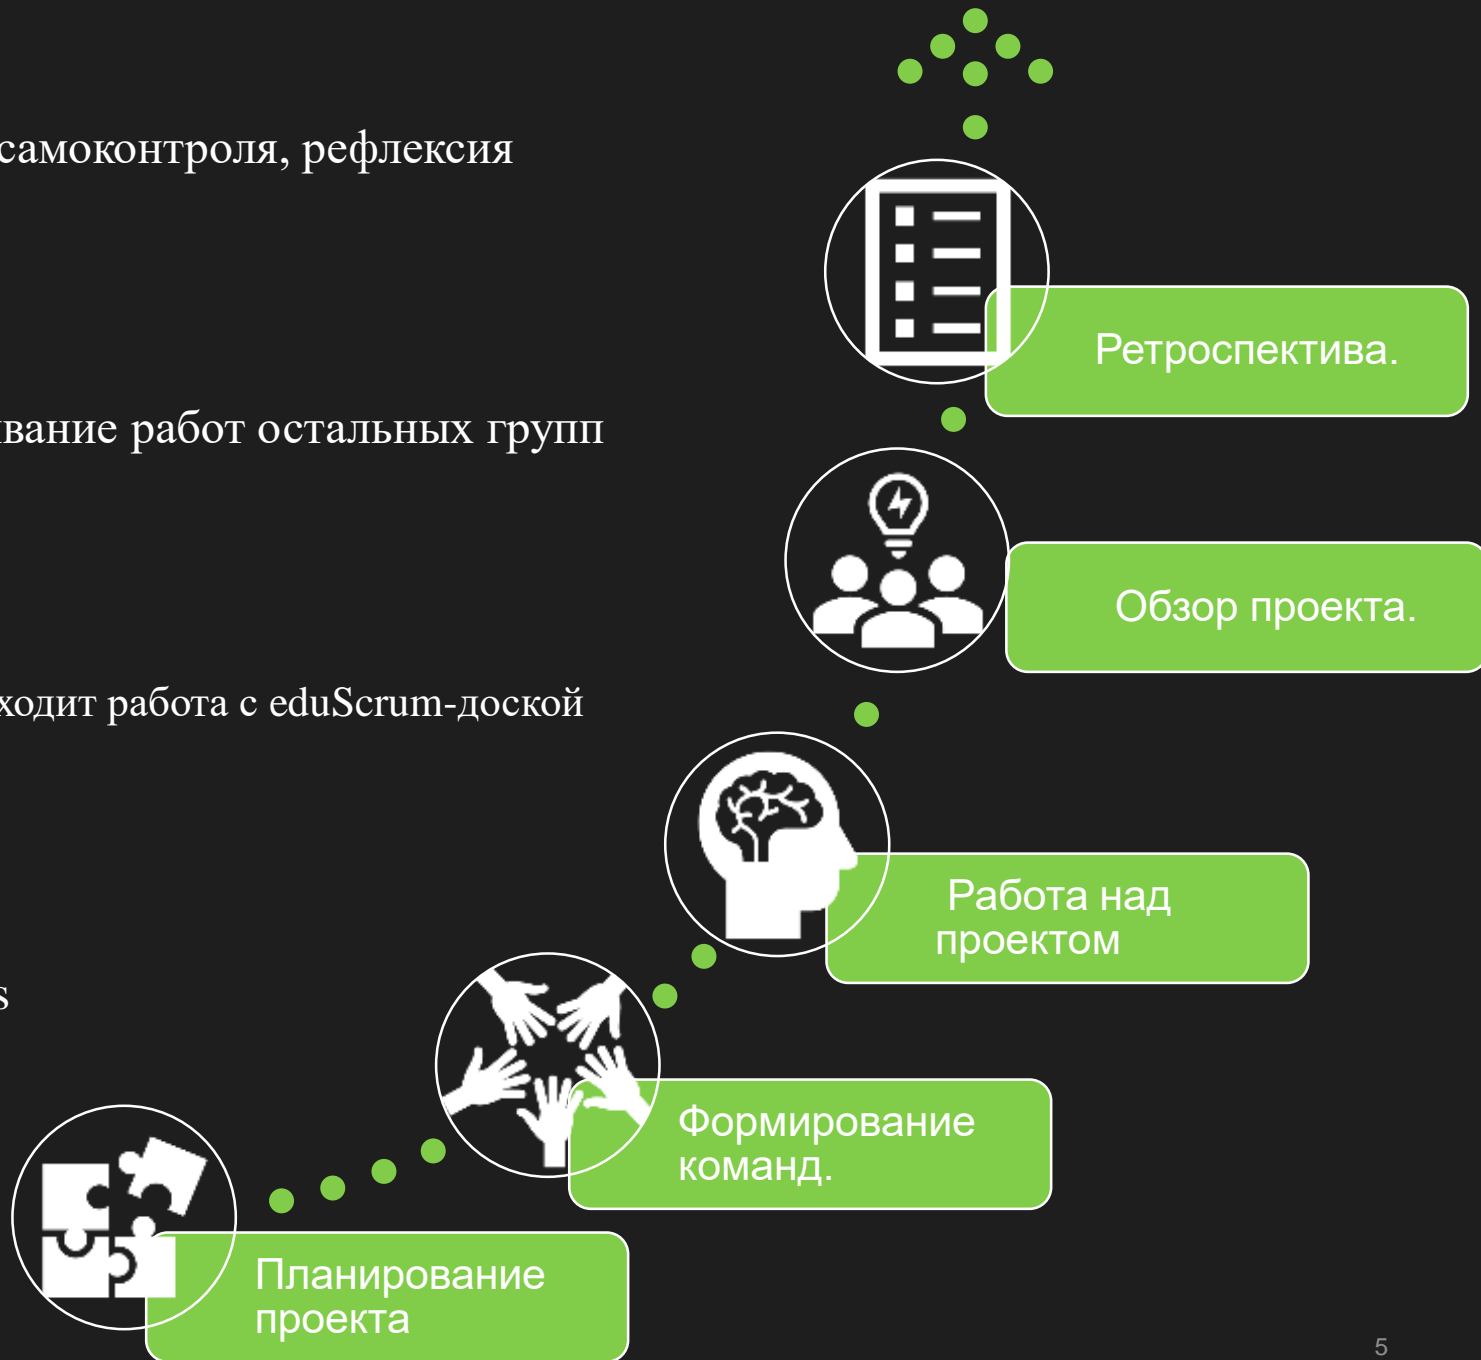 самоконтроля, рефлексия
Ретроспектива.
вание работ остальных групп
Обзор проекта.
ходит работа с eduScrum-доской
Работа над
проектом
s
Формирование
команд.
Планирование
проекта
5